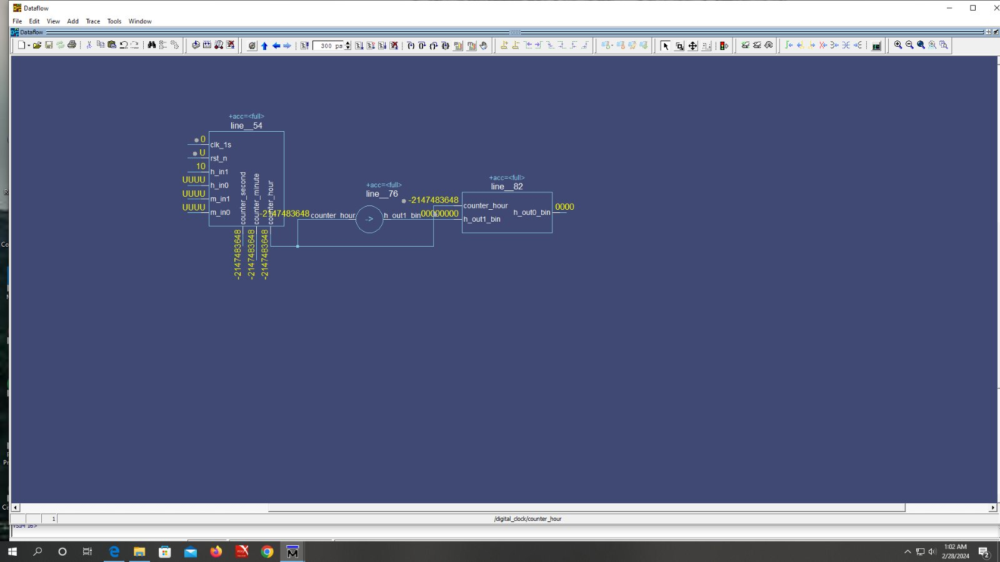 Dataflow
File Edit View Add Trace Tools Window
Dataflow
300 ps
+acc=<full>
line__54
0
clk_1s
U
rst_n
10
h_in1
UUUU
h_in0
UUUU
m_in1
UUUU
m_in0
counter_second
counter_minute
counter_hour
-2147483648
-2147483648
-2147483648
-2147483648
counter_hour
+acc=<full>
line__76
->
h_out1_bin
00000000
-2147483648
+acc=<full>
line__82
counter_hour
h_out1_bin
h_out0_bin
0000
1
/digital_clock/counter_hour
VSIM 16>
1:02 AM
2/28/2024
2